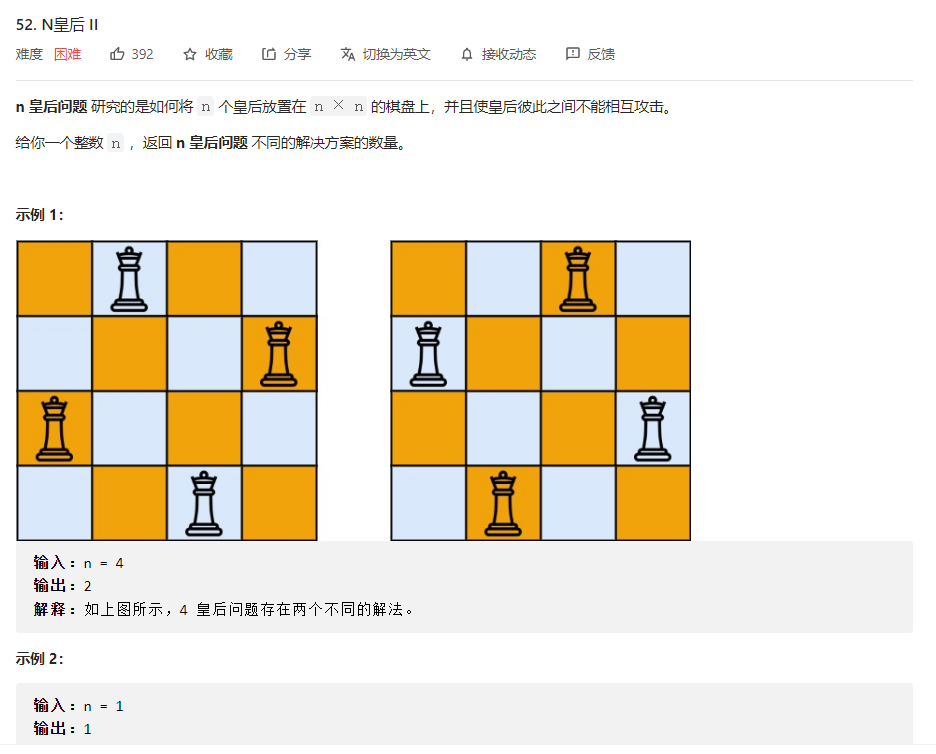 52. N皇后 II
难度 困难 392 收藏 分享 切换为英文 接收动态 反馈
n 皇后问题 研究的是如何将 n 个皇后放置在 n × n 的棋盘上，并且使皇后彼此之间不能相互攻击。
给你一个整数 n ，返回 n 皇后问题 不同的解决方案的数量。
示例 1：
输入：n = 4
输出：2
解释：如上图所示，4 皇后问题存在两个不同的解法。
示例 2：
输入：n = 1
输出：1